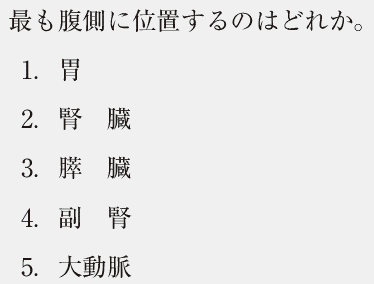 最も腹側に位置するのはどれか。
1. 胃
2. 腎　臓
3. 膵　臓
4. 副　腎
5. 大動脈